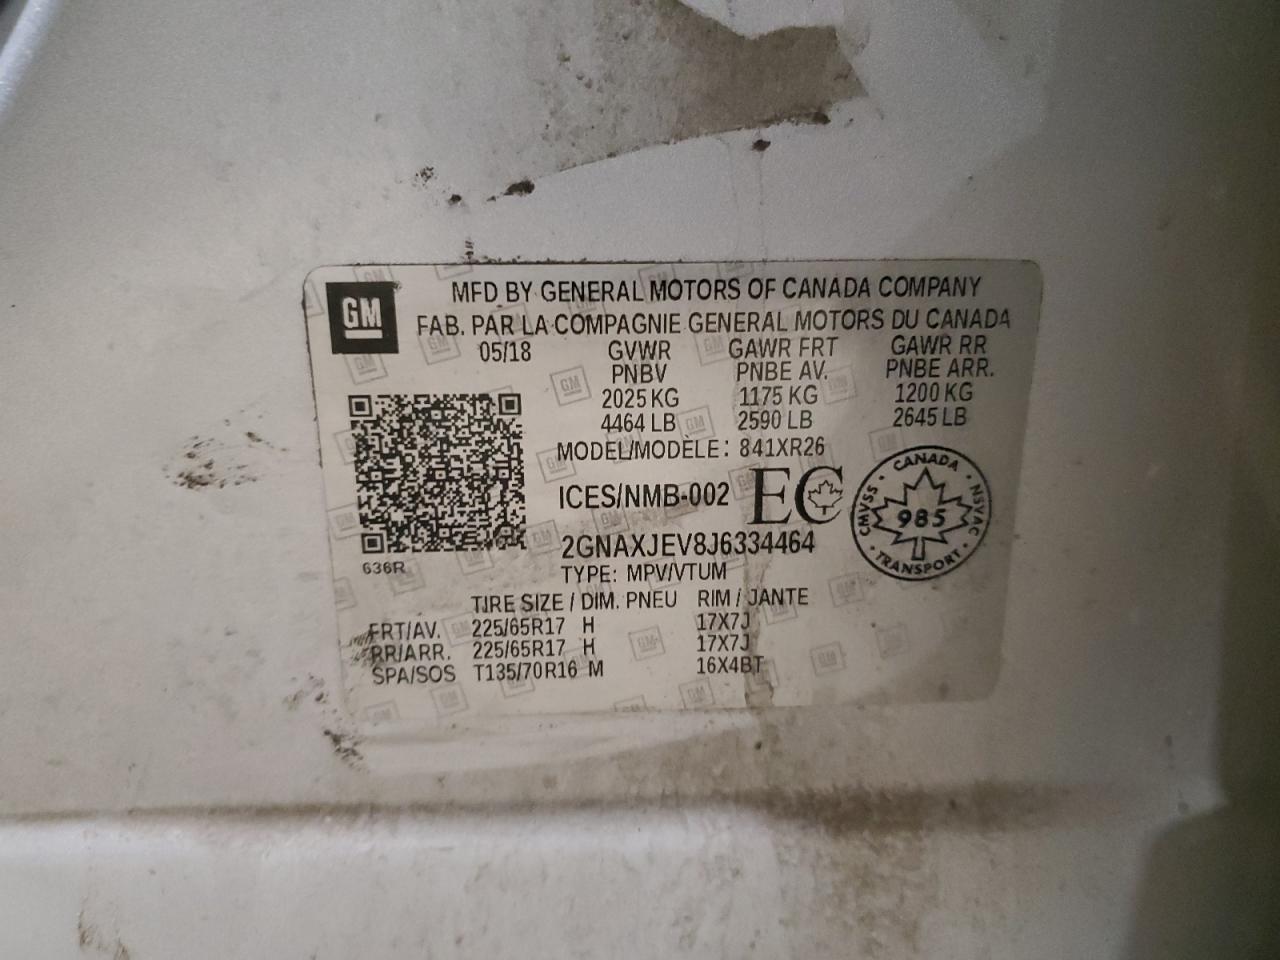 GM
MFD BY GENERAL MOTORS OF CANADA COMPANY
FAB. PAR LA COMPAGNIE GENERAL MOTORS DU CANADA
05/18 GVWR GAWR FRT GAWR RR
PNBV PNBE AV. PNBE ARR.
2025 KG 1175 KG 1200 KG
4464 LB 2590 LB 2645 LB
MODEL/MODÈLE: 841XR26
ICES/NMB-002 EC
CANADA
CMVSS 985 NSVAC
TRANSPORT
2GNAXJEV8J6334464
636R
TYPE: MPV/VTUM
TIRE SIZE / DIM. PNEU RIM / JANTE
FRT/AV. 225/65R17 H 17X7J
RR/ARR. 225/65R17 H 17X7J
SPA/SOS T135/70R16 M 16X4BT